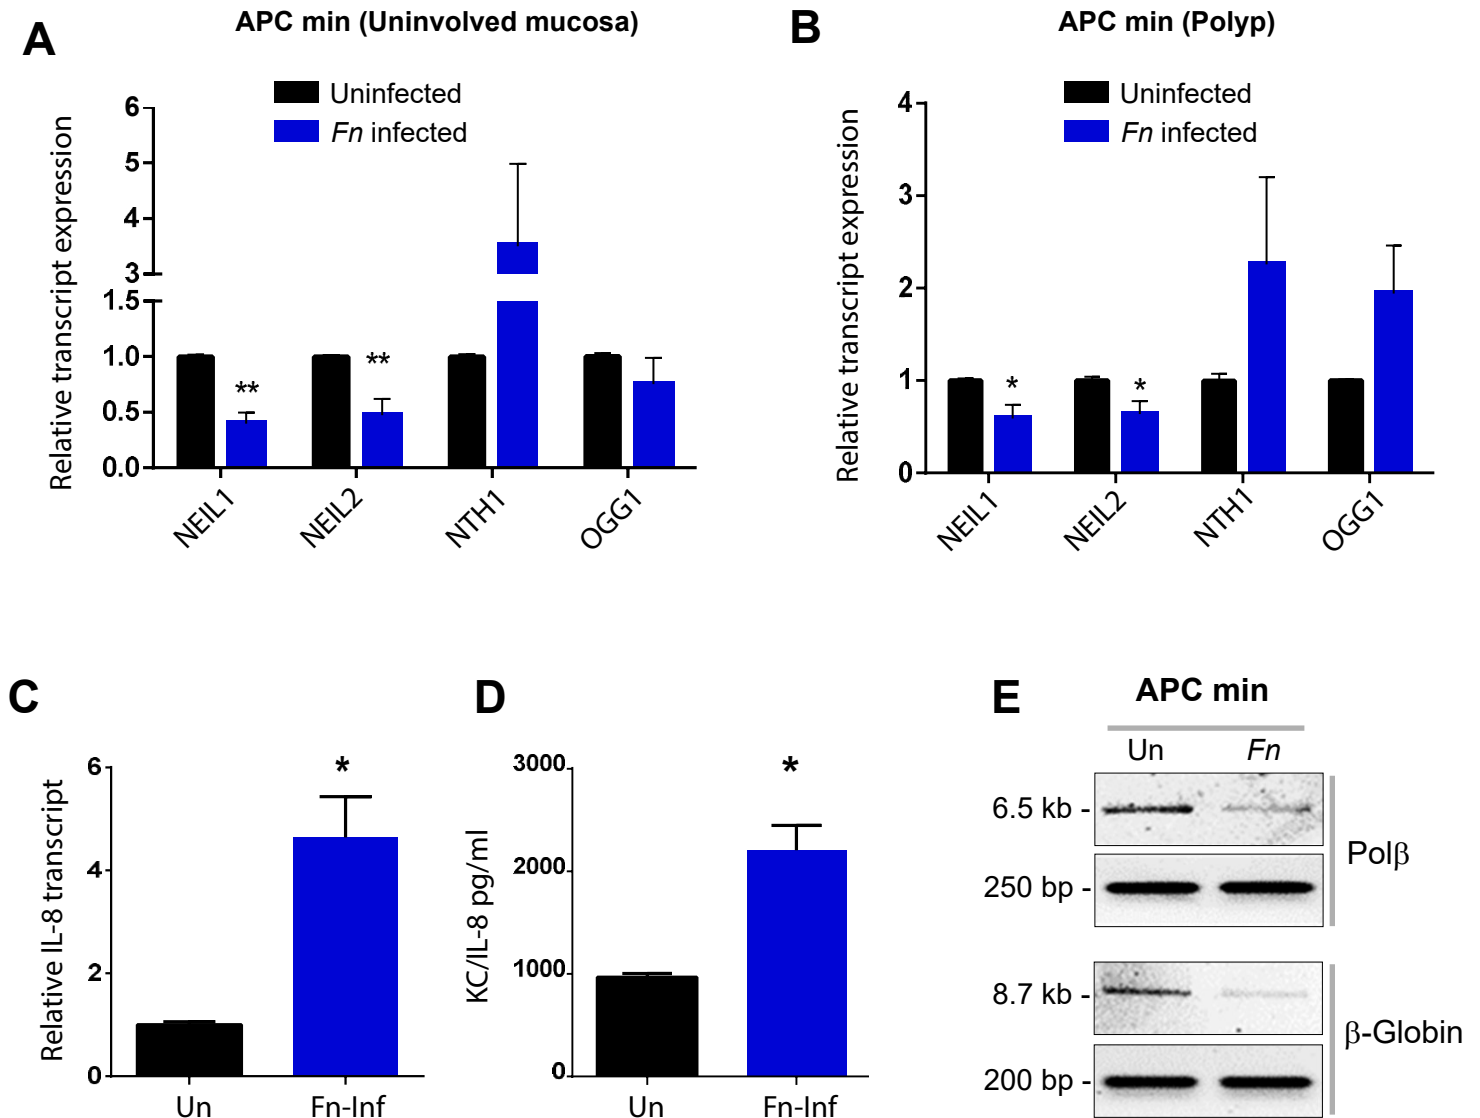 A
APC min (Uninvolved mucosa)
Uninfected
Fn infected
Relative transcript expression
6
5
4
3
1.5
1.0
0.5
0.0
**
**
NEIL1
NEIL2
NTH1
OGG1
B
APC min (Polyp)
Uninfected
Fn infected
Relative transcript expression
4
3
2
1
0
*
*
NEIL1
NEIL2
NTH1
OGG1
C
Relative IL-8 transcript
6
4
2
0
*
Un
Fn-Inf
D
KC/IL-8 pg/ml
3000
2000
1000
0
*
Un
Fn-Inf
E
APC min
Un Fn
6.5 kb -
250 bp -
Polβ
8.7 kb -
200 bp -
β-Globin